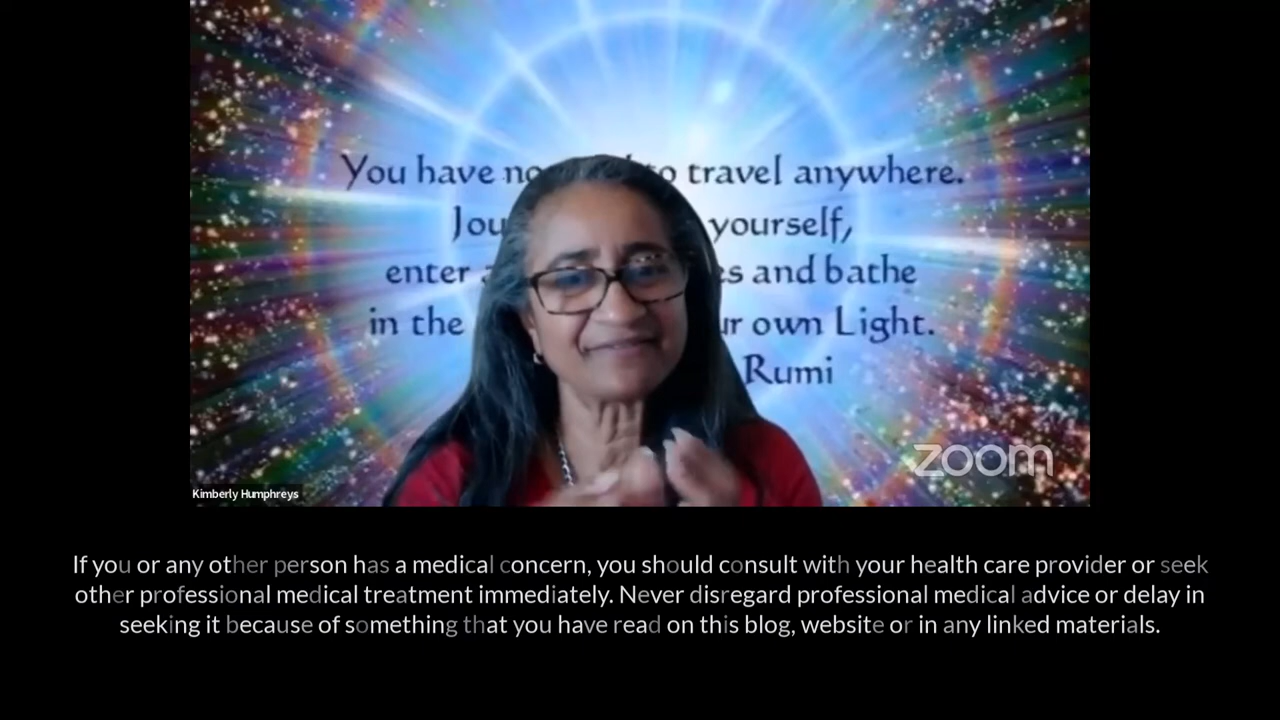 You have no to travel anywhere.
yourself,
enter and bathe
in the own Light.
Rumi
zoom
Kimberly Humphreys
If you or any other person has a medical concern, you should consult with your health care provider or seek
other professional medical treatment immediately. Never disregard professional medical advice or delay in
seeking it because of something that you have read on this blog, website or in any linked materials.